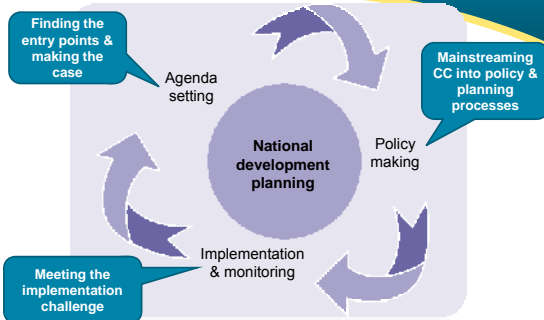 Finding the
entry points &
making the
case
Agenda
setting
Mainstreaming
CC into policy &
planning
processes
National
development
planning
Policy
making
Implementation
& monitoring
Meeting the
implementation
challenge